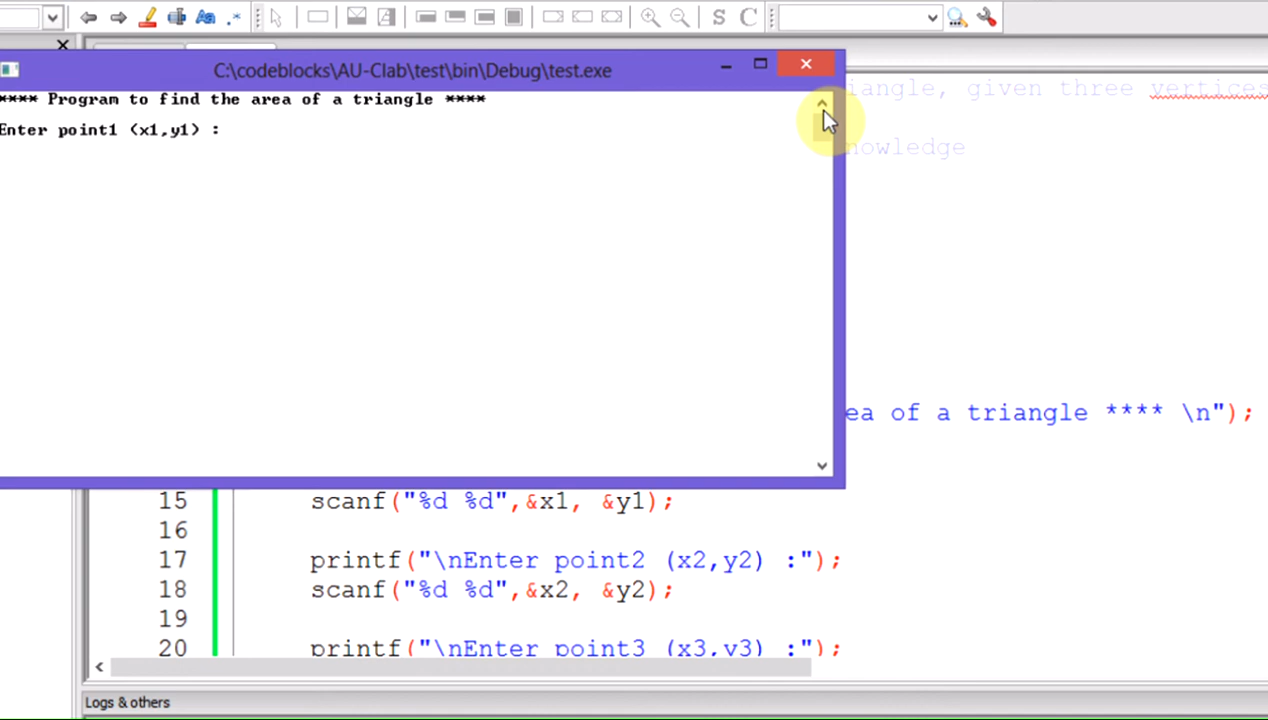 S C
C:\codeblocks\AU-Clab\test\bin\Debug\test.exe
**** Program to find the area of a triangle ****
Enter point1 (x1,y1) :
iangle, given three vertices
nowledge
ea of a triangle **** \n");
15 scanf("%d %d",&x1, &y1);
16
17 printf("\nEnter point2 (x2,y2) :");
18 scanf("%d %d",&x2, &y2);
19
20 printf("\nEnter point3 (x3,y3) :");
Logs & others